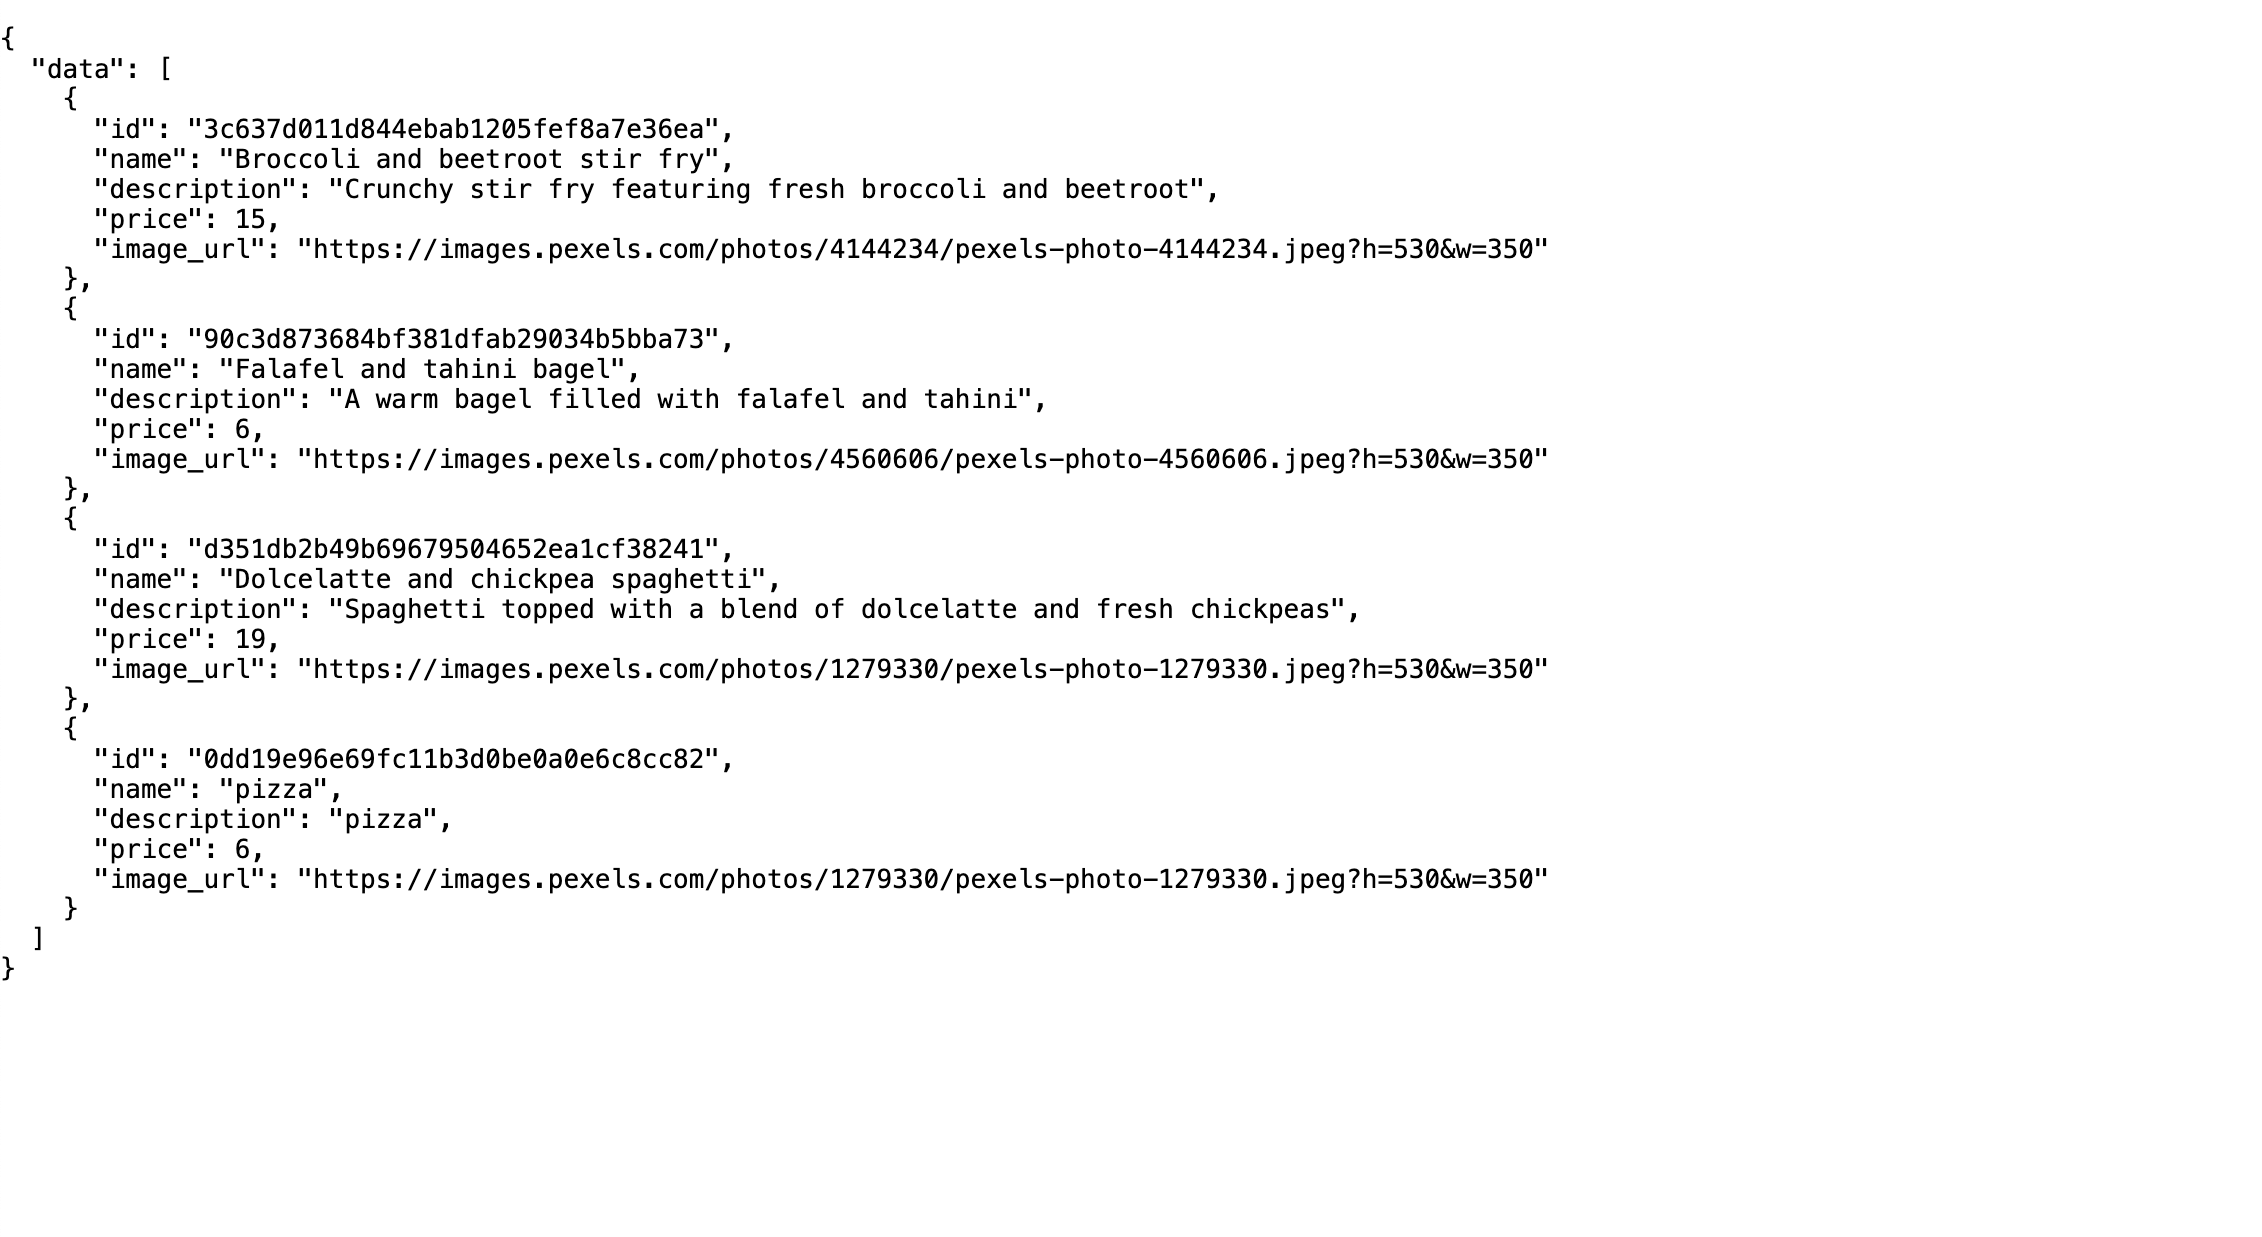 {
  "data": [
    {
      "id": "3c637d011d844ebab1205fef8a7e36ea",
      "name": "Broccoli and beetroot stir fry",
      "description": "Crunchy stir fry featuring fresh broccoli and beetroot",
      "price": 15,
      "image_url": "https://images.pexels.com/photos/4144234/pexels-photo-4144234.jpeg?h=530&w=350"
    },
    {
      "id": "90c3d873684bf381dfab29034b5bba73",
      "name": "Falafel and tahini bagel",
      "description": "A warm bagel filled with falafel and tahini",
      "price": 6,
      "image_url": "https://images.pexels.com/photos/4560606/pexels-photo-4560606.jpeg?h=530&w=350"
    },
    {
      "id": "d351db2b49b69679504652ea1cf38241",
      "name": "Dolcelatte and chickpea spaghetti",
      "description": "Spaghetti topped with a blend of dolcelatte and fresh chickpeas",
      "price": 19,
      "image_url": "https://images.pexels.com/photos/1279330/pexels-photo-1279330.jpeg?h=530&w=350"
    },
    {
      "id": "0dd19e96e69fc11b3d0be0a0e6c8cc82",
      "name": "pizza",
      "description": "pizza",
      "price": 6,
      "image_url": "https://images.pexels.com/photos/1279330/pexels-photo-1279330.jpeg?h=530&w=350"
    }
  ]
}